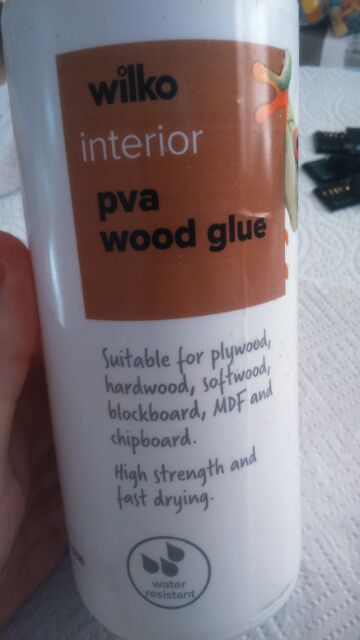 wilko
interior
pva
wood glue
Suitable for plywood,
hardwood, softwood,
blockboard, MDF and
chipboard.
High strength and
fast drying.
water
resistant